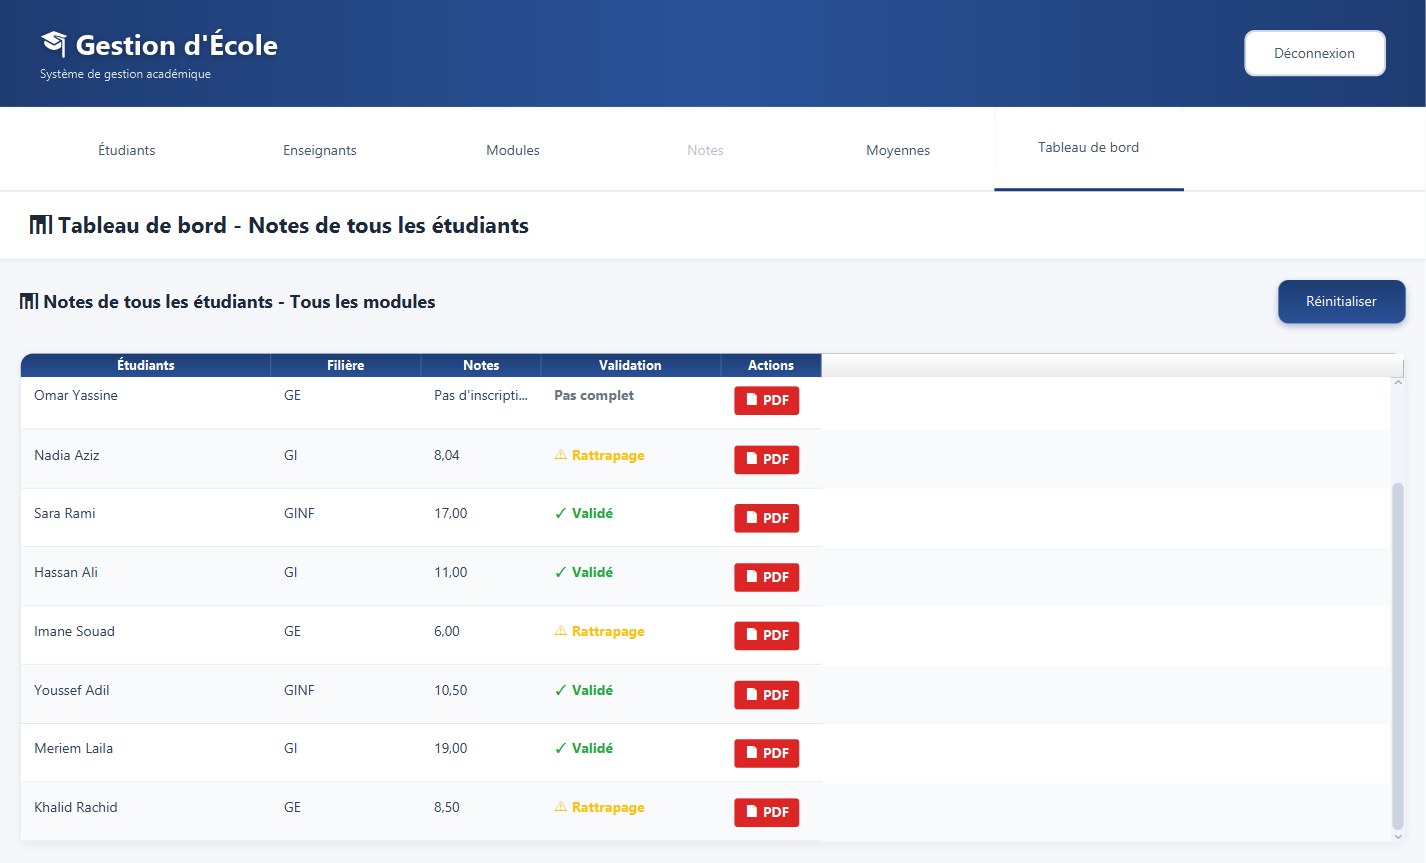 Gestion d'École
Système de gestion académique
Déconnexion
Étudiants Enseignants Modules Notes Moyennes Tableau de bord
Tableau de bord - Notes de tous les étudiants
Notes de tous les étudiants - Tous les modules
Réinitialiser
Étudiants Filière Notes Validation Actions
Omar Yassine GE Pas d'inscripti... Pas complet PDF
Nadia Aziz GI 8,04 ⚠ Rattrapage PDF
Sara Rami GINF 17,00 ✓ Validé PDF
Hassan Ali GI 11,00 ✓ Validé PDF
Imane Souad GE 6,00 ⚠ Rattrapage PDF
Youssef Adil GINF 10,50 ✓ Validé PDF
Meriem Laila GI 19,00 ✓ Validé PDF
Khalid Rachid GE 8,50 ⚠ Rattrapage PDF